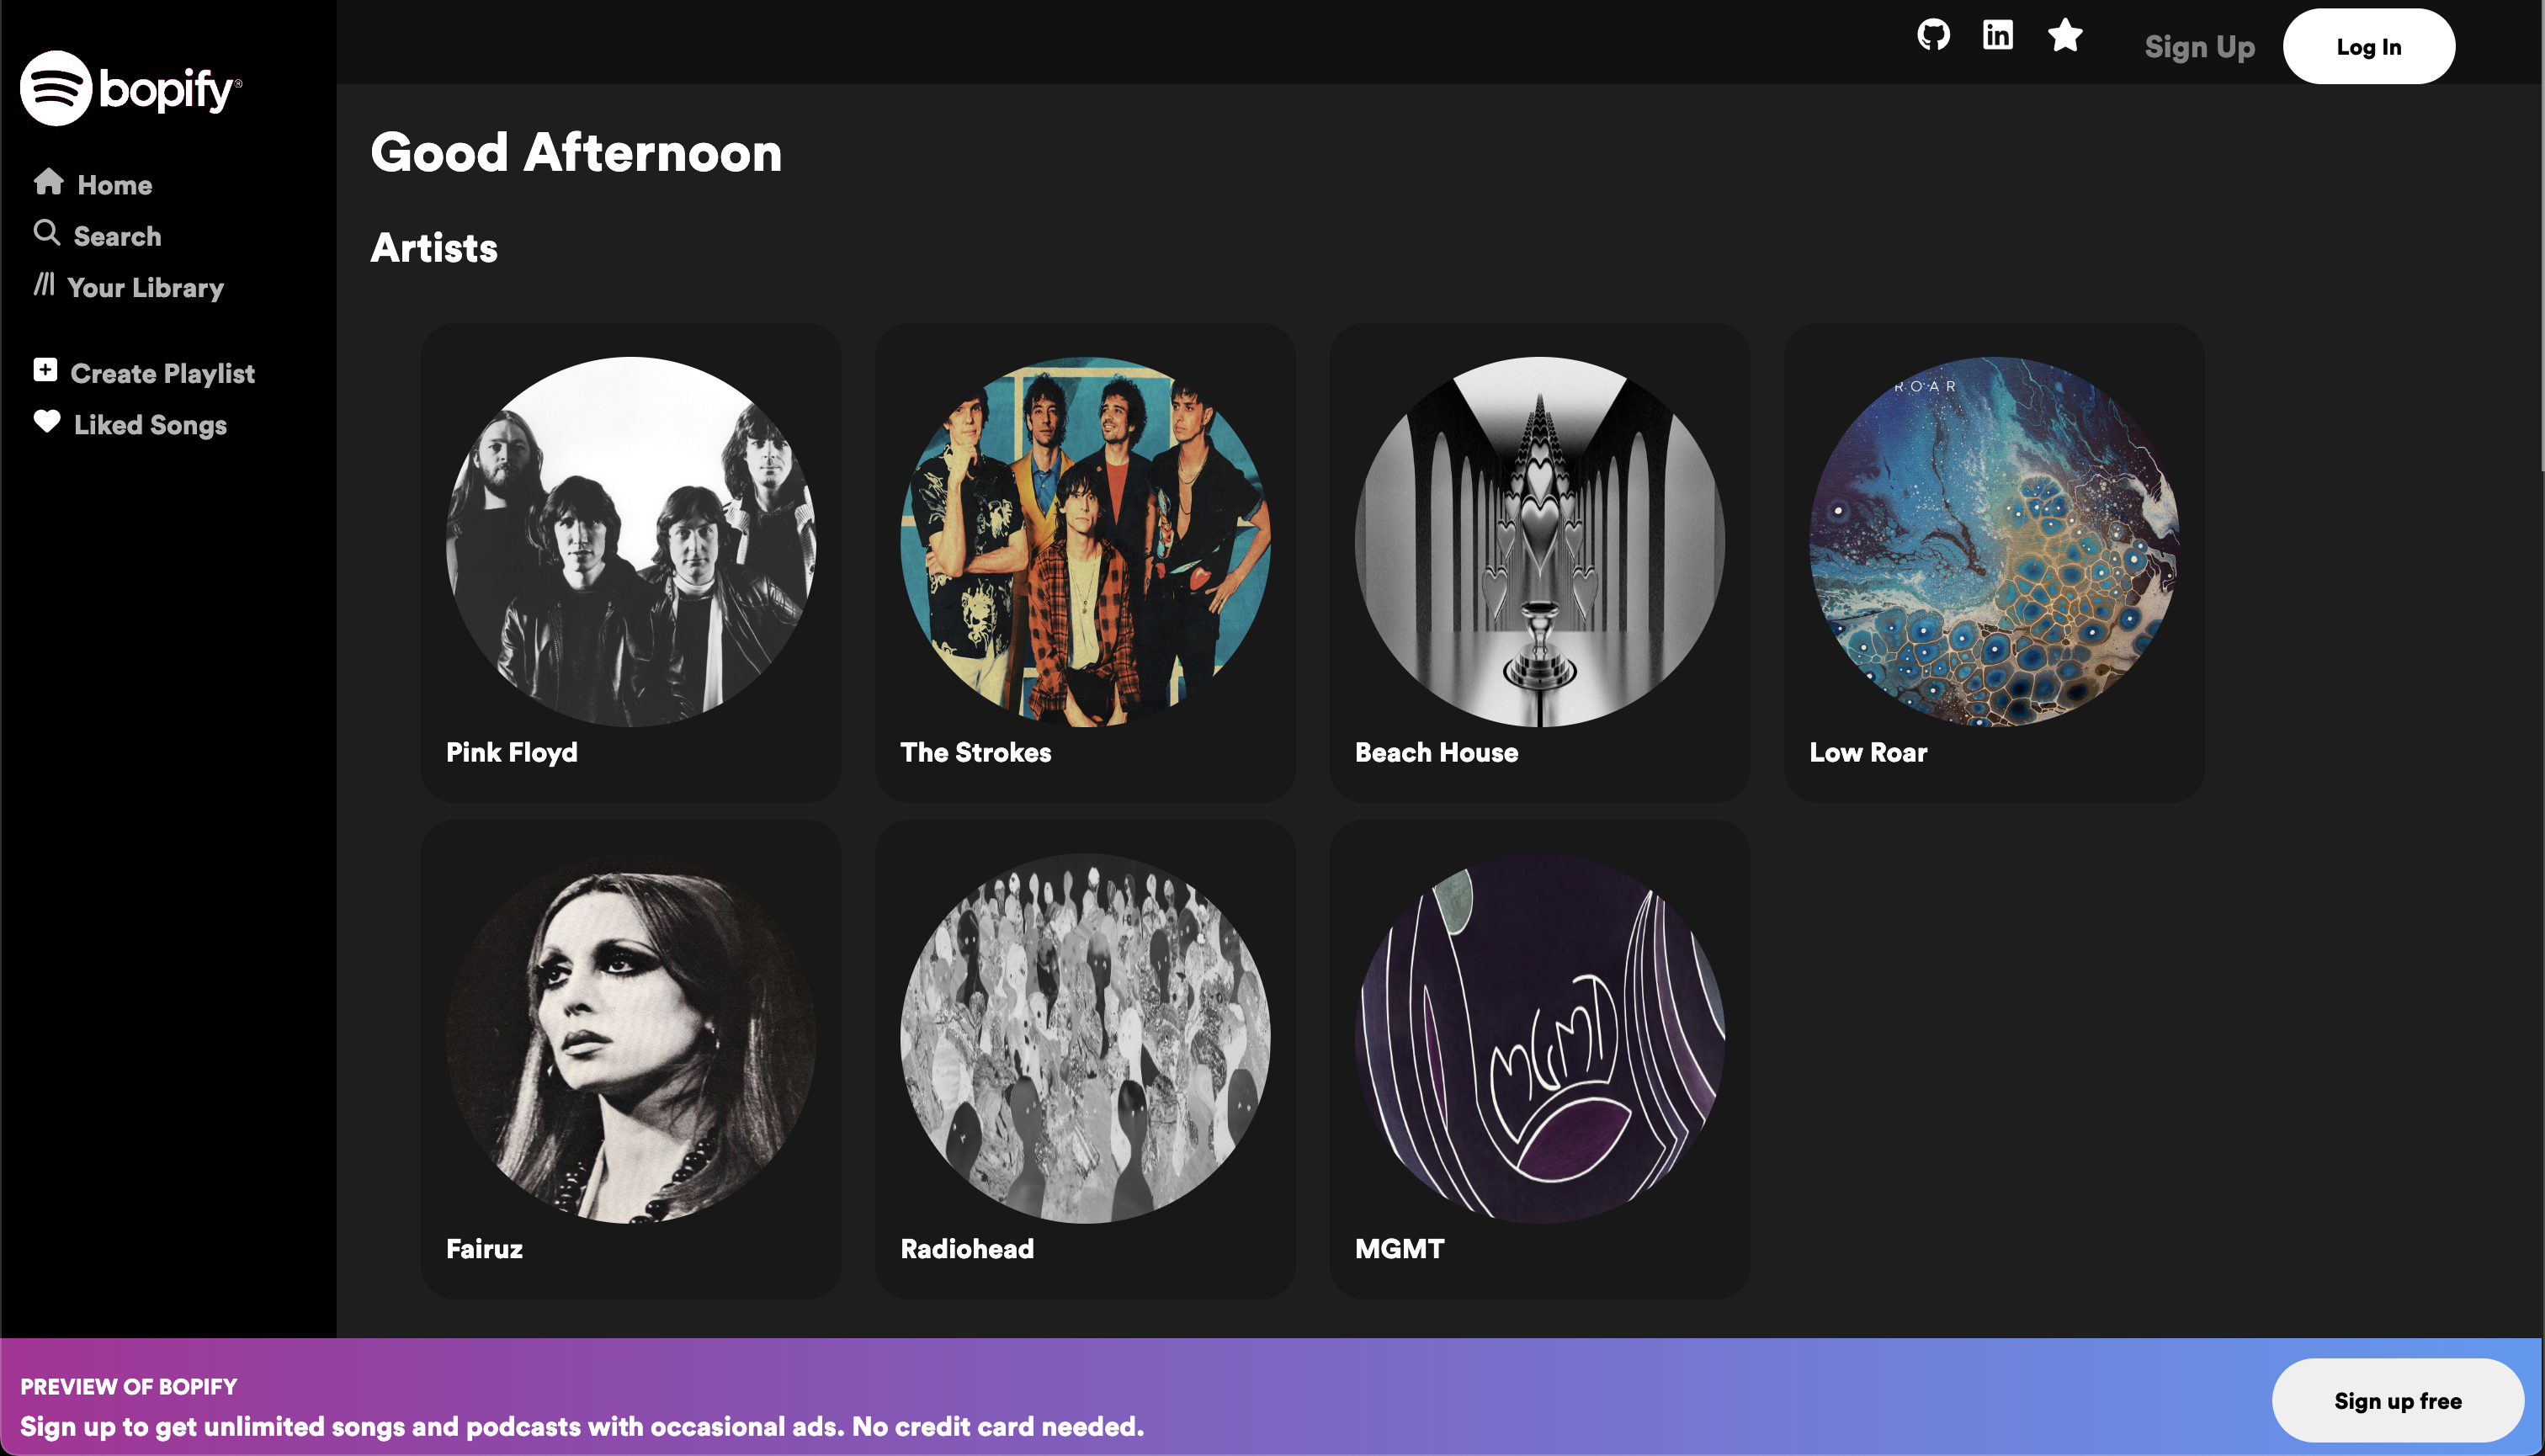 bopify®
Home
Search
Your Library
Create Playlist
Liked Songs
Sign Up
Log In
Good Afternoon
Artists
ROAR
Pink Floyd
The Strokes
Beach House
Low Roar
MGMT
Fairuz
Radiohead
MGMT
PREVIEW OF BOPIFY
Sign up to get unlimited songs and podcasts with occasional ads. No credit card needed.
Sign up free